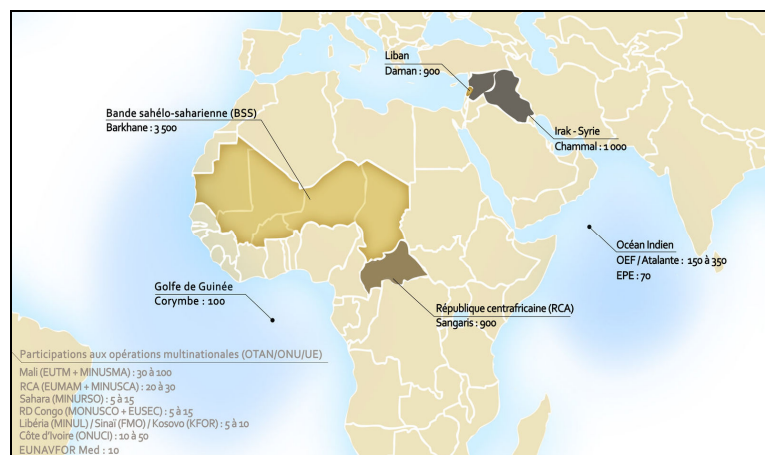 Liban
Daman : 900
Bande sahélo-saharienne (BSS)
Barkhane : 3 500
Irak - Syrie
Chammal : 1 000
Océan Indien
OEF / Atalante : 150 à 350
EPE : 70
Golfe de Guinée
Corymbe : 100
République centrafricaine (RCA)
Sangaris : 900
Participations aux opérations multinationales (OTAN/ONU/UE)
Mali (EUTM + MINUSMA) : 30 à 100
RCA (EUMAM + MINUSCA) : 20 à 30
Sahara (MINURSO) : 5 à 15
RD Congo (MONUSCO + EUSEC) : 5 à 15
Libéria (MINUL) / Sinaï (FMO) / Kosovo (KFOR) : 5 à 10
Côte d'Ivoire (ONUCI) : 10 à 50
EUNAVFOR Med : 10